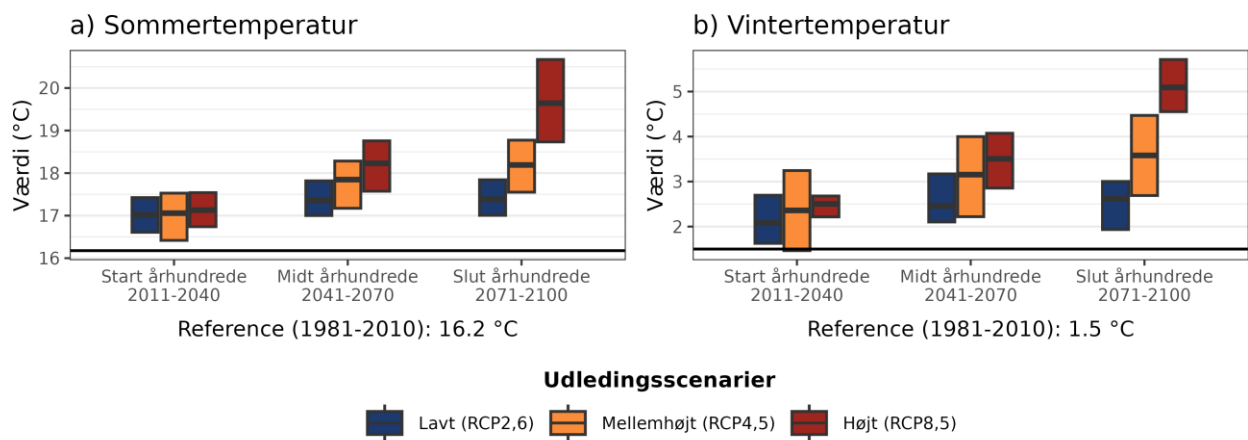 a) Sommertemperatur
Værdi (°C)
20
19
18
17
16
Start århundrede
2011-2040
Midt århundrede
2041-2070
Slut århundrede
2071-2100
Reference (1981-2010): 16.2 °C
b) Vintertemperatur
Værdi (°C)
5
4
3
2
Start århundrede
2011-2040
Midt århundrede
2041-2070
Slut århundrede
2071-2100
Reference (1981-2010): 1.5 °C
Udledingsscenarier
Lavt (RCP2,6)
Mellemhøjt (RCP4,5)
Højt (RCP8,5)